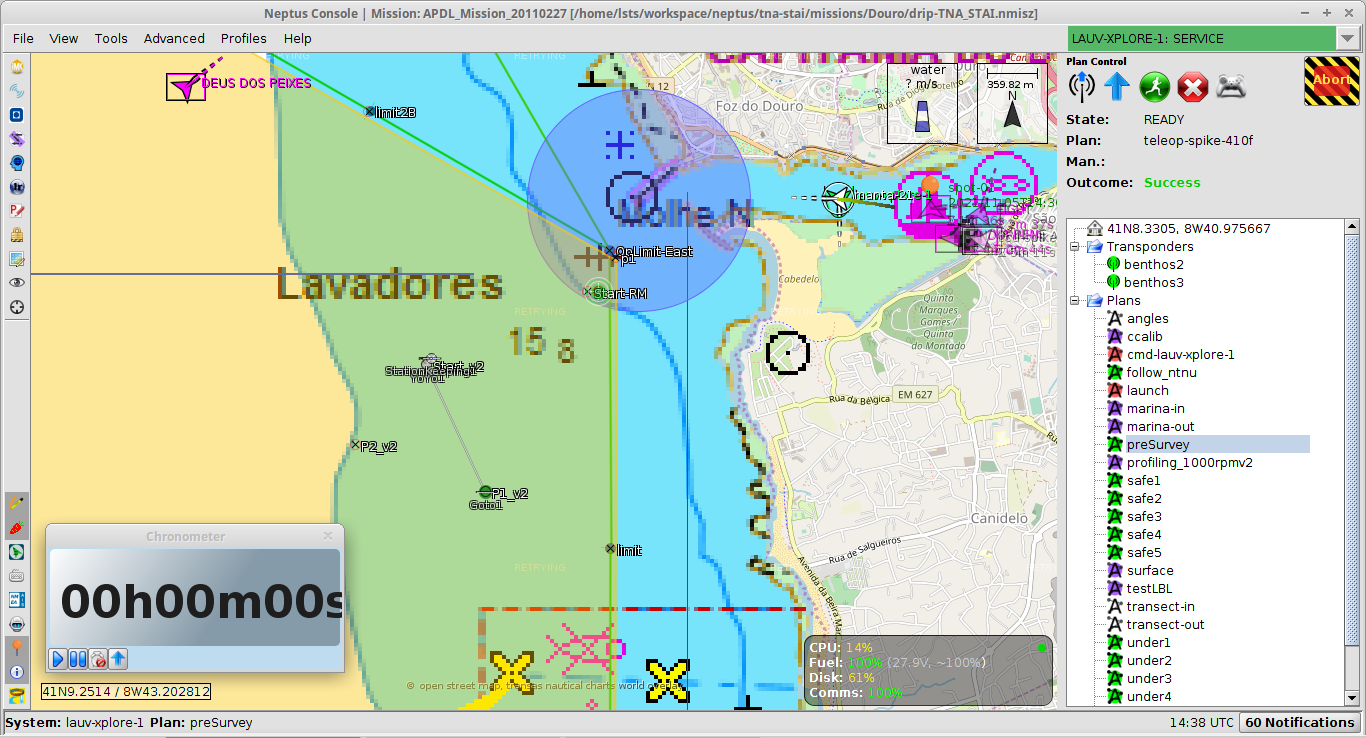 Neptus Console | Mission: APDL_Mission_20110227 [/home/lsts/workspace/neptus/tna-stai/missions/Douro/drip-TNA_STAI.nmisz]
File View Tools Advanced Profiles Help
LAUV-XPLORE-1: SERVICE
Plan Control
Abort
State: READY
Plan: teleop-spike-410f
Man.:
Outcome: Success
41N8.3305, 8W40.975667
Transponders
benthos2
benthos3
Plans
angles
ccalib
cmd-lauv-xplore-1
follow_ntnu
launch
marina-in
marina-out
preSurvey
profiling_1000rpmv2
safe1
safe2
safe3
safe4
safe5
surface
testLBL
transect-in
transect-out
under1
under2
under3
under4
DEUS DOS PEIXES
limit2B
N 12
Foz do Douro
water
? m/s
359.82 m
N
RETRYING
Molhe N
OpLimit-East
p1
Start-RM
Lavadores
15 8
Cabedelo
Quinta
Marques
Gomes /
Quinta
do Montado
Start_v2
StationKeeping1
YoYo1
P2_v2
P1_v2
Goto1
limit
RETRYING
EM 627
Rua da Bélgica
Canidelo
Rua de Salgueiros
Avenida da Beira Mar
Chronometer
00h00m00s
CPU: 14%
Fuel: 100% (27.9V, ~100%)
Disk: 61%
Comms: 100%
© open street map, transas nautical charts world overlay
41N9.2514 / 8W43.202812
System: lauv-xplore-1 Plan: preSurvey
14:38 UTC
60 Notifications